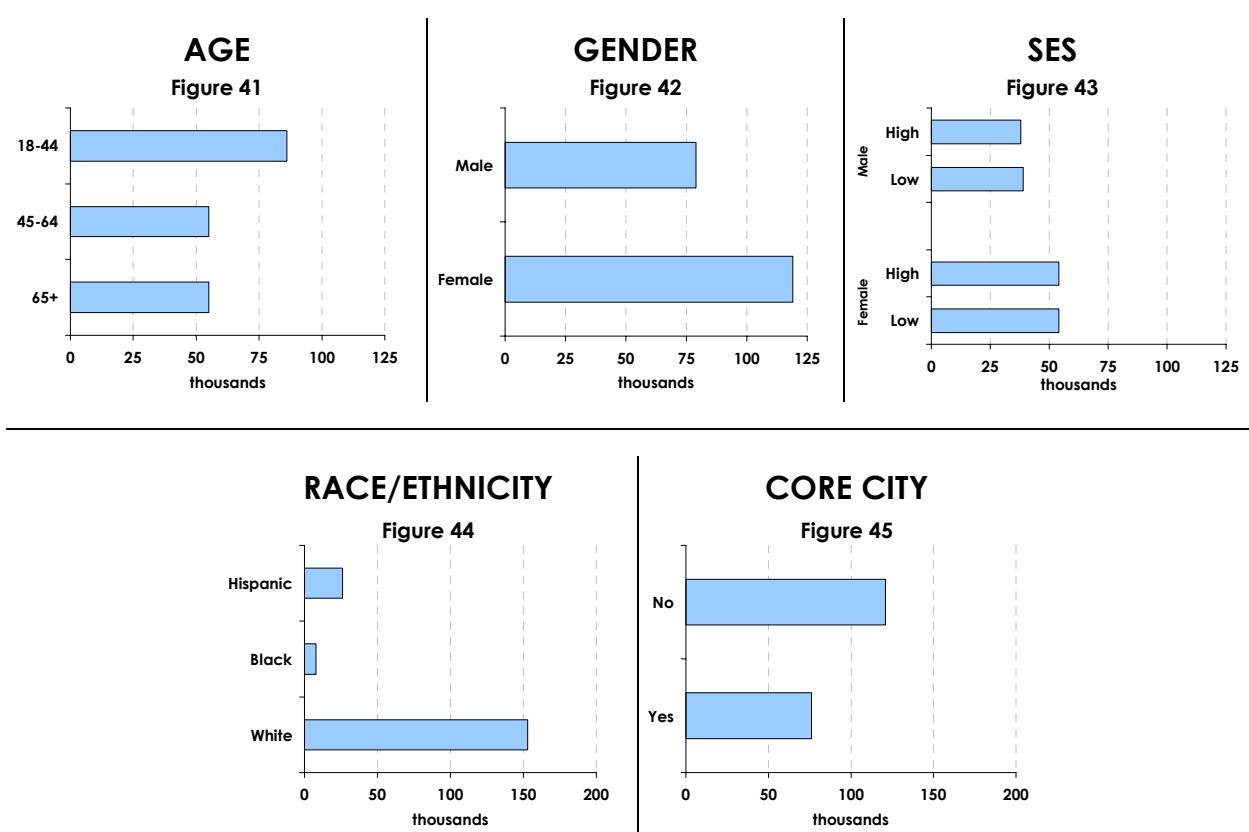 AGE
Figure 41
18-44
45-64
65+
0 25 50 75 100 125
thousands
GENDER
Figure 42
Male
Female
0 25 50 75 100 125
thousands
SES
Figure 43
Male
High
Low
Female
High
Low
0 25 50 75 100 125
thousands
RACE/ETHNICITY
Figure 44
Hispanic
Black
White
0 50 100 150 200
thousands
CORE CITY
Figure 45
No
Yes
0 50 100 150 200
thousands